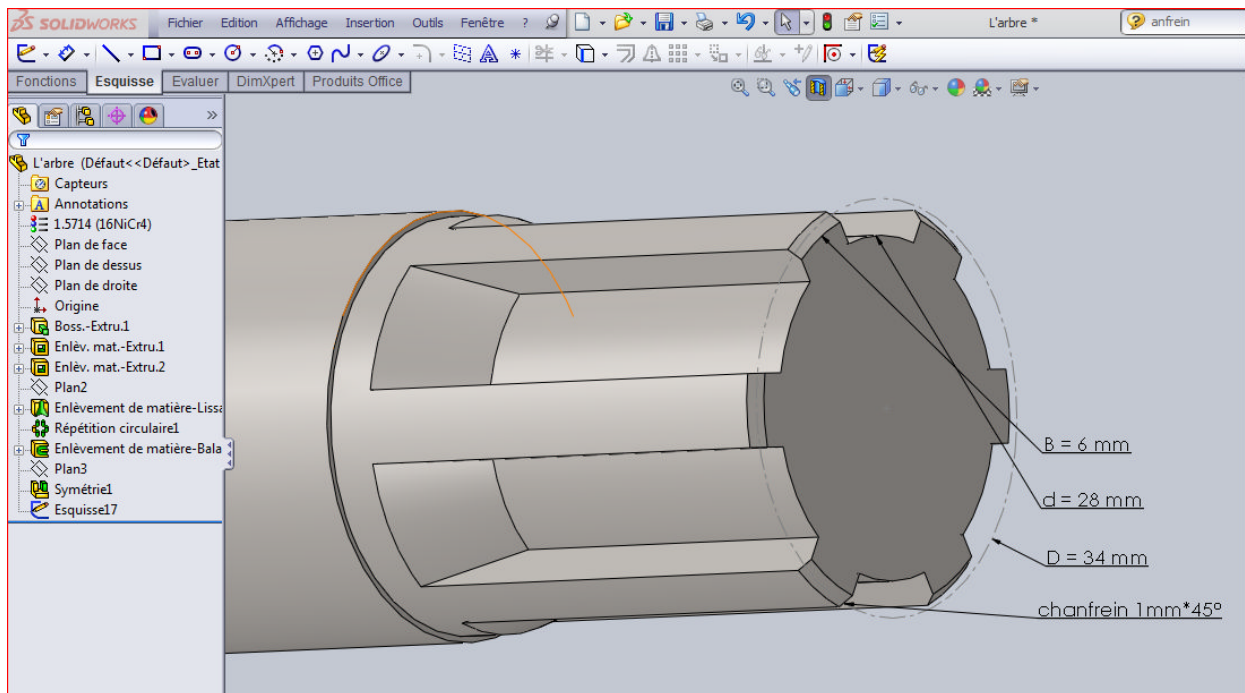 SOLIDWORKS Fichier Edition Affichage Insertion Outils Fenêtre ? L'arbre * anfrein
Fonctions Esquisse Evaluer DimXpert Produits Office
L'arbre (Défaut<<Défaut>_Etat
Capteurs
Annotations
1.5714 (16NiCr4)
Plan de face
Plan de dessus
Plan de droite
Origine
Boss.-Extru.1
Enlèv. mat.-Extru.1
Enlèv. mat.-Extru.2
Plan2
Enlèvement de matière-Lissa
Répétition circulaire1
Enlèvement de matière-Bala
Plan3
Symétrie1
Esquisse17
B = 6 mm
d = 28 mm
D = 34 mm
chanfrein 1mm*45°